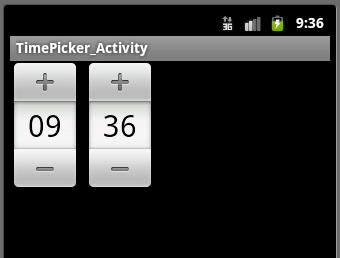 3G
9:36
TimePicker_Activity
+ +
09 36
− −